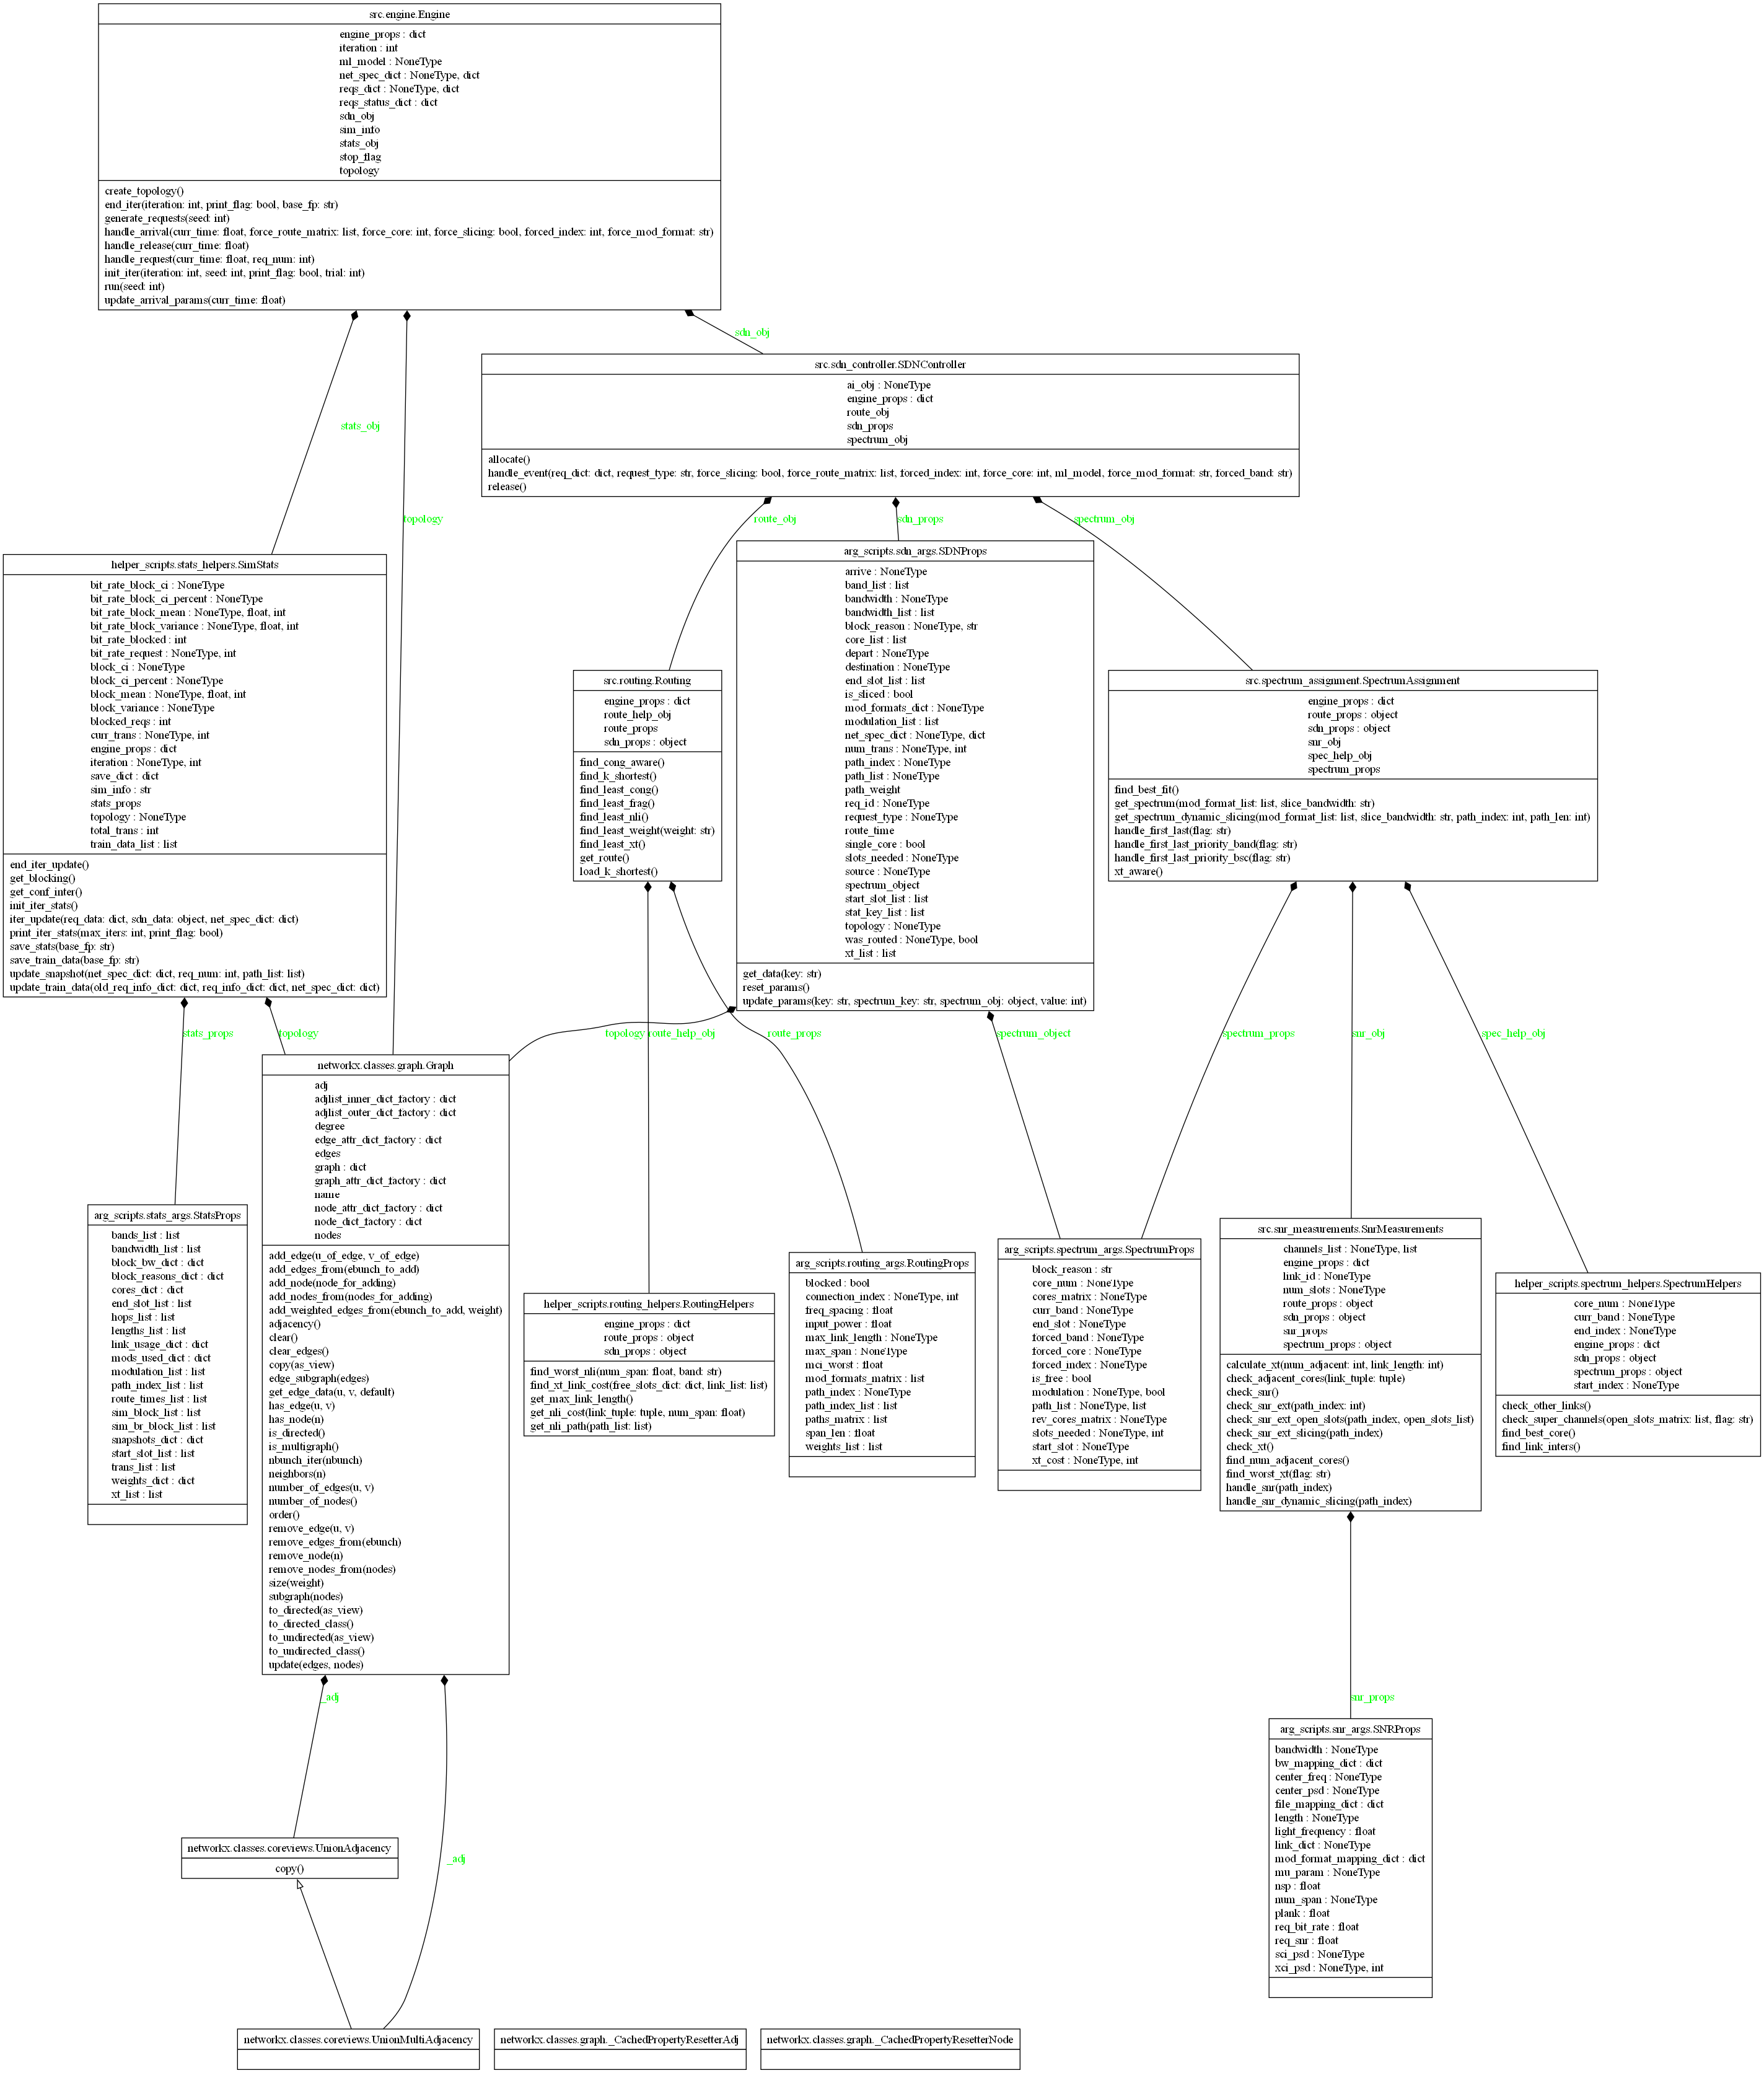 src.engine.Engine
engine_props : dict
iteration : int
ml_model : NoneType
net_spec_dict : NoneType, dict
reqs_dict : NoneType, dict
reqs_status_dict : dict
sdn_obj
sim_info
stats_obj
stop_flag
topology
create_topology()
end_iter(iteration: int, print_flag: bool, base_fp: str)
generate_requests(seed: int)
handle_arrival(curr_time: float, force_route_matrix: list, force_core: int, force_slicing: bool, forced_index: int, force_mod_format: str)
handle_release(curr_time: float)
handle_request(curr_time: float, req_num: int)
init_iter(iteration: int, seed: int, print_flag: bool, trial: int)
run(seed: int)
update_arrival_params(curr_time: float)
sdn_obj
stats_obj
topology
src.sdn_controller.SDNController
ai_obj : NoneType
engine_props : dict
route_obj
sdn_props
spectrum_obj
allocate()
handle_event(req_dict: dict, request_type: str, force_slicing: bool, force_route_matrix: list, forced_index: int, force_core: int, ml_model, force_mod_format: str, forced_band: str)
release()
route_obj
sdn_props
spectrum_obj
helper_scripts.stats_helpers.SimStats
bit_rate_block_ci : NoneType
bit_rate_block_ci_percent : NoneType
bit_rate_block_mean : NoneType, float, int
bit_rate_block_variance : NoneType, float, int
bit_rate_blocked : int
bit_rate_request : NoneType, int
block_ci : NoneType
block_ci_percent : NoneType
block_mean : NoneType, float, int
block_variance : NoneType
blocked_reqs : int
curr_trans : NoneType, int
engine_props : dict
iteration : NoneType, int
save_dict : dict
sim_info : str
stats_props
topology : NoneType
total_trans : int
train_data_list : list
end_iter_update()
get_blocking()
get_conf_inter()
init_iter_stats()
iter_update(req_data: dict, sdn_data: object, net_spec_dict: dict)
print_iter_stats(max_iters: int, print_flag: bool)
save_stats(base_fp: str)
save_train_data(base_fp: str)
update_snapshot(net_spec_dict: dict, req_num: int, path_list: list)
update_train_data(old_req_info_dict: dict, req_info_dict: dict, net_spec_dict: dict)
src.routing.Routing
engine_props : dict
route_help_obj
route_props
sdn_props : object
find_cong_aware()
find_k_shortest()
find_least_cong()
find_least_frag()
find_least_nli()
find_least_weight(weight: str)
find_least_xt()
get_route()
load_k_shortest()
arg_scripts.sdn_args.SDNProps
arrive : NoneType
band_list : list
bandwidth : NoneType
bandwidth_list : list
block_reason : NoneType, str
core_list : list
depart : NoneType
destination : NoneType
end_slot_list : list
is_sliced : bool
mod_formats_dict : NoneType
modulation_list : list
net_spec_dict : NoneType, dict
num_trans : NoneType, int
path_index : NoneType
path_list : NoneType
path_weight
req_id : NoneType
request_type : NoneType
route_time
single_core : bool
slots_needed : NoneType
source : NoneType
spectrum_object
start_slot_list : list
stat_key_list : list
topology : NoneType
was_routed : NoneType, bool
xt_list : list
get_data(key: str)
reset_params()
update_params(key: str, spectrum_key: str, spectrum_obj: object, value: int)
src.spectrum_assignment.SpectrumAssignment
engine_props : dict
route_props : object
sdn_props : object
snr_obj
spec_help_obj
spectrum_props
find_best_fit()
get_spectrum(mod_format_list: list, slice_bandwidth: str)
get_spectrum_dynamic_slicing(mod_format_list: list, slice_bandwidth: str, path_index: int, path_len: int)
handle_first_last(flag: str)
handle_first_last_priority_band(flag: str)
handle_first_last_priority_bsc(flag: str)
xt_aware()
stats_props
topology
topology
route_help_obj
route_props
spectrum_object
spectrum_props
snr_obj
spec_help_obj
arg_scripts.stats_args.StatsProps
bands_list : list
bandwidth_list : list
block_bw_dict : dict
block_reasons_dict : dict
cores_dict : dict
end_slot_list : list
hops_list : list
lengths_list : list
link_usage_dict : dict
mods_used_dict : dict
modulation_list : list
path_index_list : list
route_times_list : list
sim_block_list : list
sim_br_block_list : list
snapshots_dict : dict
start_slot_list : list
trans_list : list
weights_dict : dict
xt_list : list
networkx.classes.graph.Graph
adj
adjlist_inner_dict_factory : dict
adjlist_outer_dict_factory : dict
degree
edge_attr_dict_factory : dict
edges
graph : dict
graph_attr_dict_factory : dict
name
node_attr_dict_factory : dict
node_dict_factory : dict
nodes
add_edge(u_of_edge, v_of_edge)
add_edges_from(ebunch_to_add)
add_node(node_for_adding)
add_nodes_from(nodes_for_adding)
add_weighted_edges_from(ebunch_to_add, weight)
adjacency()
clear()
clear_edges()
copy(as_view)
edge_subgraph(edges)
get_edge_data(u, v, default)
has_edge(u, v)
has_node(n)
is_directed()
is_multigraph()
nbunch_iter(nbunch)
neighbors(n)
number_of_edges(u, v)
number_of_nodes()
order()
remove_edge(u, v)
remove_edges_from(ebunch)
remove_node(n)
remove_nodes_from(nodes)
size(weight)
subgraph(nodes)
to_directed(as_view)
to_directed_class()
to_undirected(as_view)
to_undirected_class()
update(edges, nodes)
helper_scripts.routing_helpers.RoutingHelpers
engine_props : dict
route_props : object
sdn_props : object
find_worst_nli(num_span: float, band: str)
find_xt_link_cost(free_slots_dict: dict, link_list: list)
get_max_link_length()
get_nli_cost(link_tuple: tuple, num_span: float)
get_nli_path(path_list: list)
arg_scripts.routing_args.RoutingProps
blocked : bool
connection_index : NoneType, int
freq_spacing : float
input_power : float
max_link_length : NoneType
max_span : NoneType
mci_worst : float
mod_formats_matrix : list
path_index : NoneType
path_index_list : list
paths_matrix : list
span_len : float
weights_list : list
arg_scripts.spectrum_args.SpectrumProps
block_reason : str
core_num : NoneType
cores_matrix : NoneType
curr_band : NoneType
end_slot : NoneType
forced_band : NoneType
forced_core : NoneType
forced_index : NoneType
is_free : bool
modulation : NoneType, bool
path_list : NoneType, list
rev_cores_matrix : NoneType
slots_needed : NoneType, int
start_slot : NoneType
xt_cost : NoneType, int
src.snr_measurements.SnrMeasurements
channels_list : NoneType, list
engine_props : dict
link_id : NoneType
num_slots : NoneType
route_props : object
sdn_props : object
snr_props
spectrum_props : object
calculate_xt(num_adjacent: int, link_length: int)
check_adjacent_cores(link_tuple: tuple)
check_snr()
check_snr_ext(path_index: int)
check_snr_ext_open_slots(path_index, open_slots_list)
check_snr_ext_slicing(path_index)
check_xt()
find_num_adjacent_cores()
find_worst_xt(flag: str)
handle_snr(path_index)
handle_snr_dynamic_slicing(path_index)
helper_scripts.spectrum_helpers.SpectrumHelpers
core_num : NoneType
curr_band : NoneType
end_index : NoneType
engine_props : dict
sdn_props : object
spectrum_props : object
start_index : NoneType
check_other_links()
check_super_channels(open_slots_matrix: list, flag: str)
find_best_core()
find_link_inters()
_adj
snr_props
arg_scripts.snr_args.SNRProps
bandwidth : NoneType
bw_mapping_dict : dict
center_freq : NoneType
center_psd : NoneType
file_mapping_dict : dict
length : NoneType
light_frequency : float
link_dict : NoneType
mod_format_mapping_dict : dict
mu_param : NoneType
nsp : float
num_span : NoneType
plank : float
req_bit_rate : float
req_snr : float
sci_psd : NoneType
xci_psd : NoneType, int
networkx.classes.coreviews.UnionAdjacency
copy()
_adj
networkx.classes.coreviews.UnionMultiAdjacency
networkx.classes.graph._CachedPropertyResetterAdj
networkx.classes.graph._CachedPropertyResetterNode